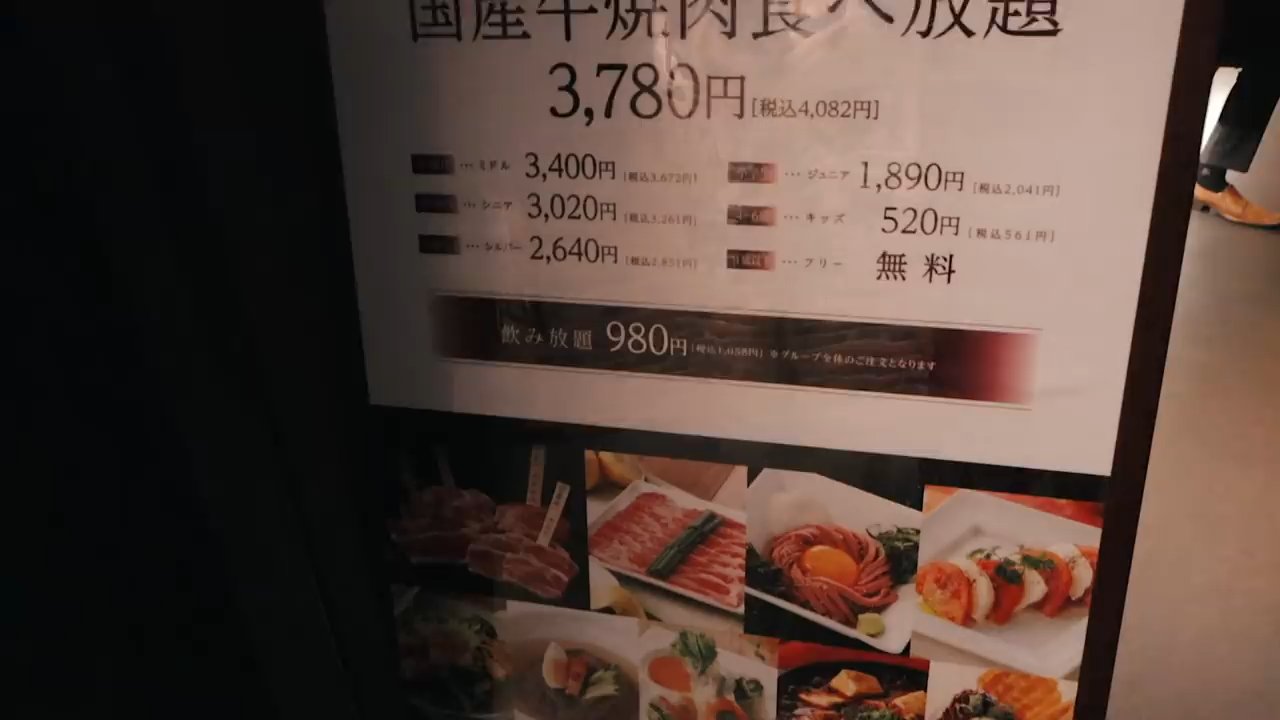 国産牛焼肉食べ放題
3,780円[税込4,082円]
…ミドル 3,400円[税込3,672円]
…ジュニア 1,890円[税込2,041円]
…シニア 3,020円[税込3,261円]
…キッズ 520円[税込561円]
…シルバー 2,640円[税込2,851円]
…フリー 無料
飲み放題 980円[税込1,058円] ※グループ全体のご注文となります